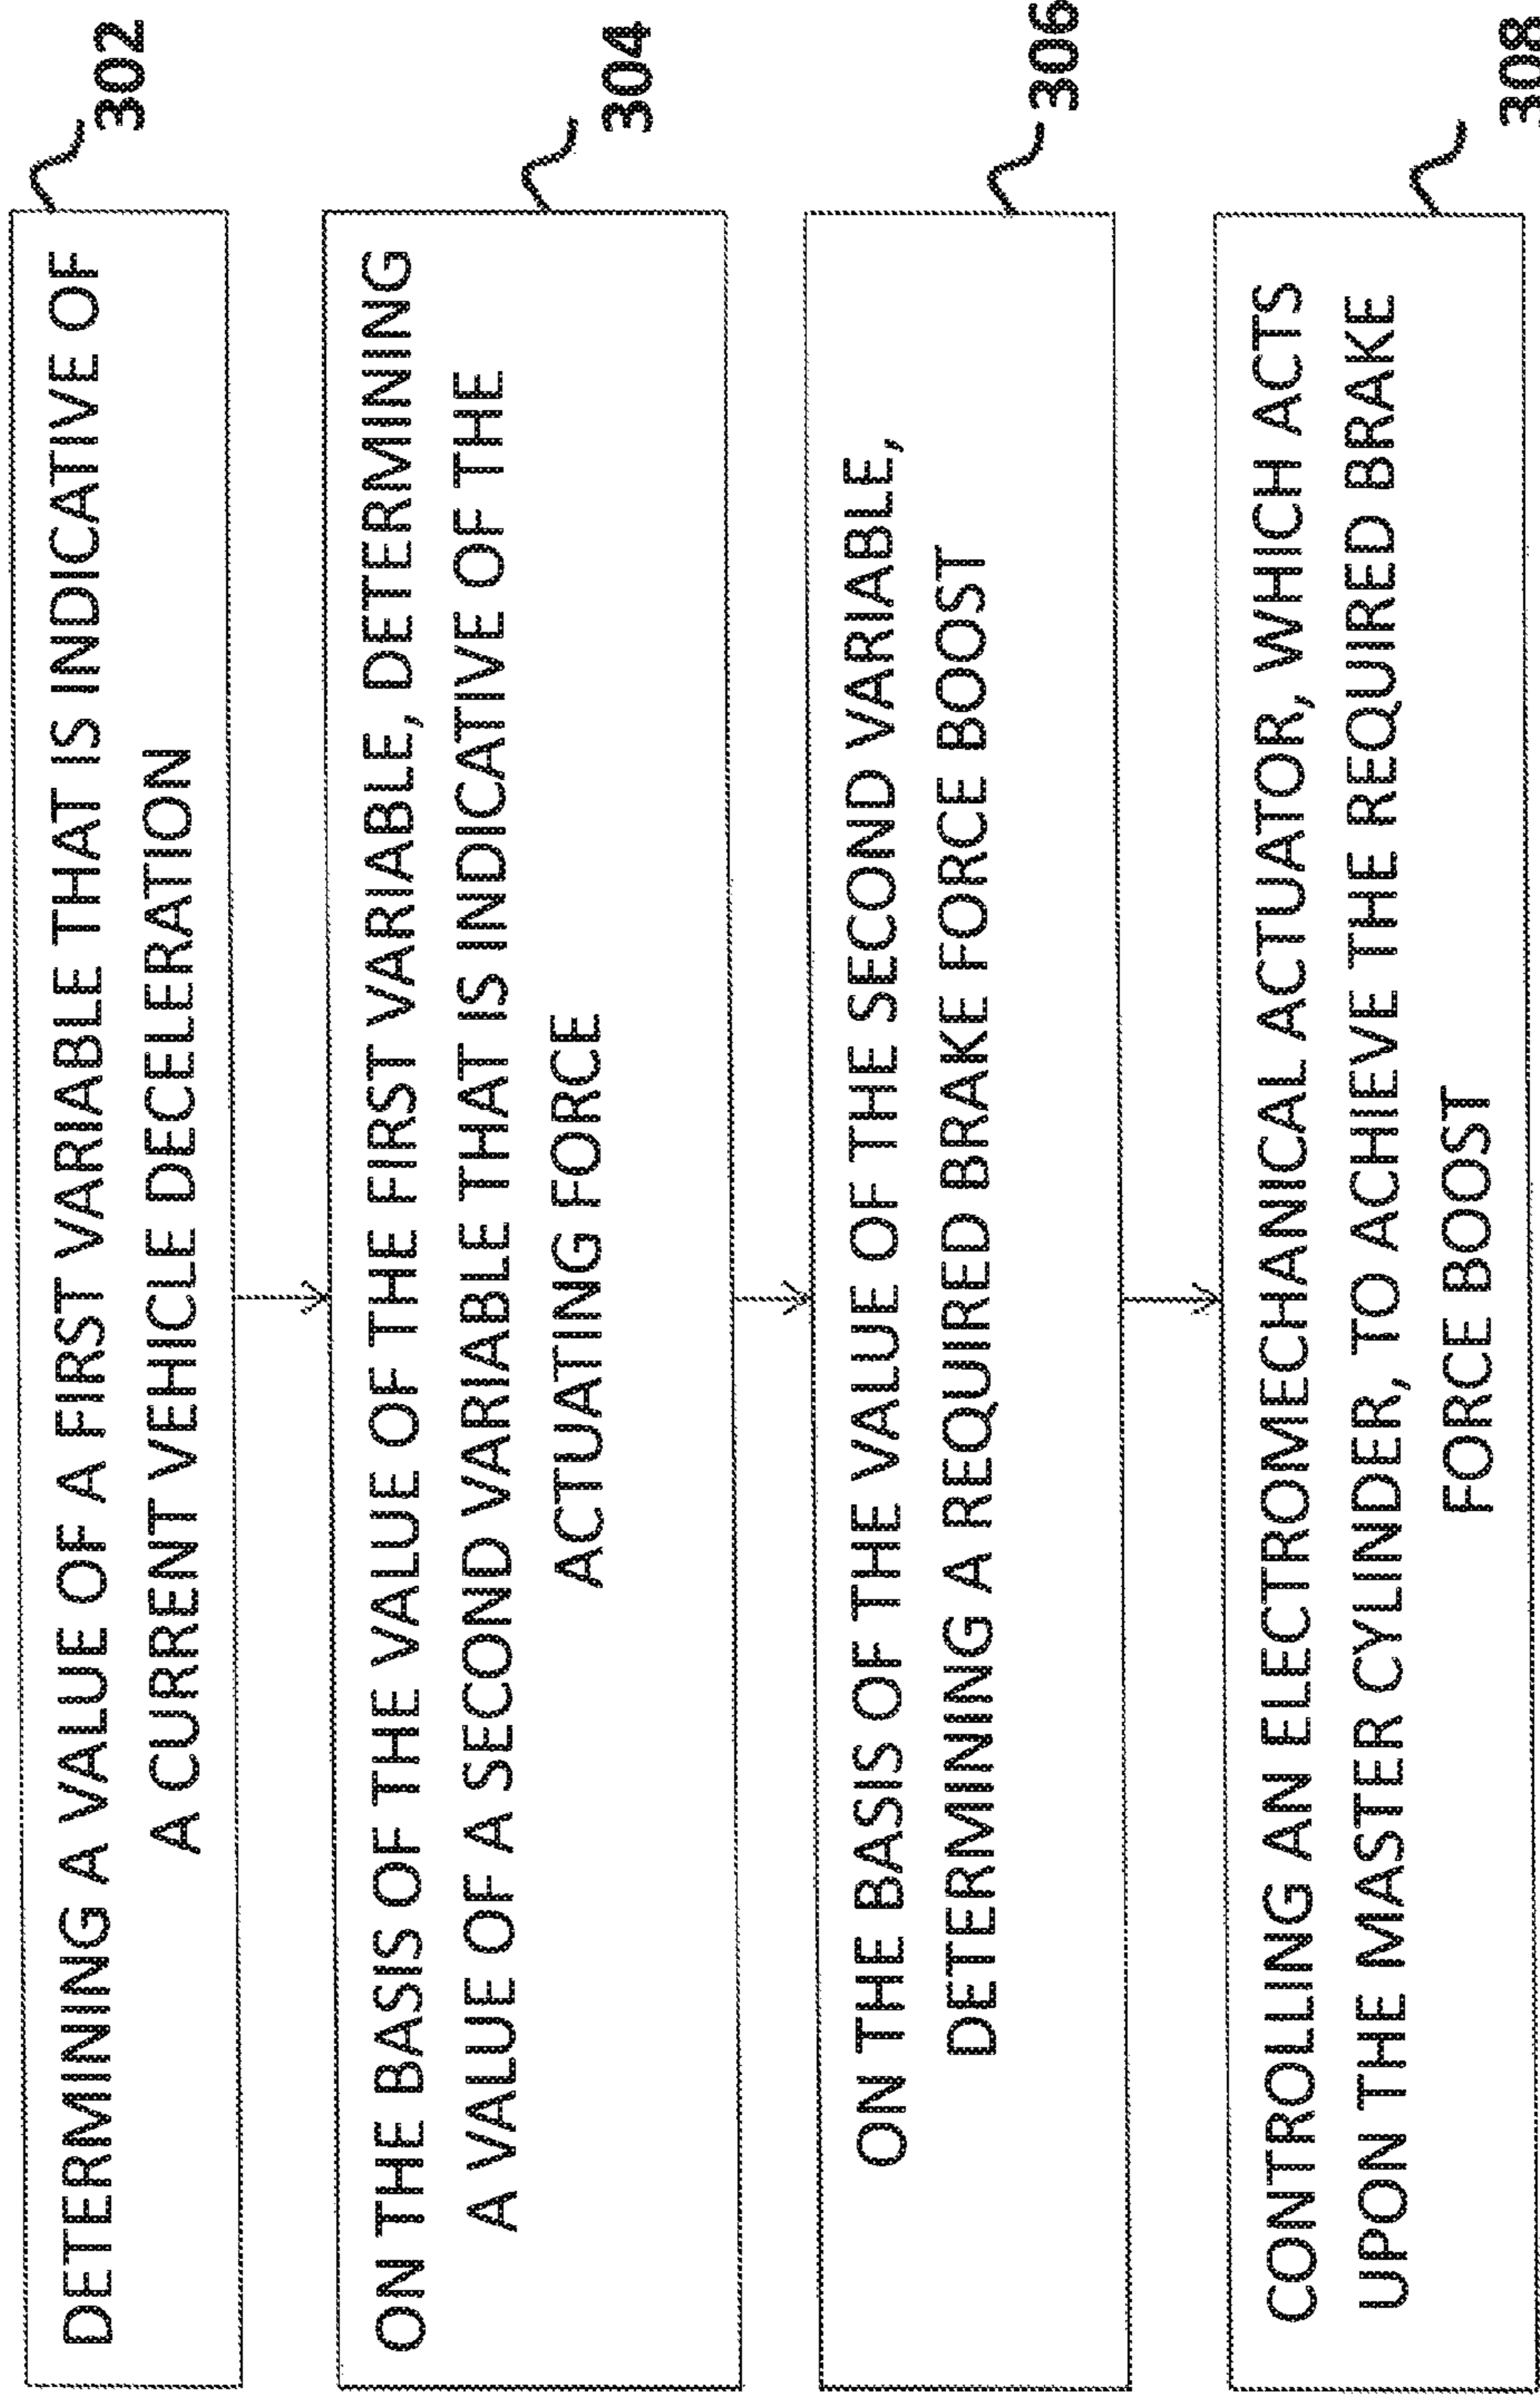 302
DETERMINING A VALUE OF A FIRST VARIABLE THAT IS INDICATIVE OF
A CURRENT VEHICLE DECELERATION
304
ON THE BASIS OF THE VALUE OF THE FIRST VARIABLE, DETERMINING
A VALUE OF A SECOND VARIABLE THAT IS INDICATIVE OF THE
ACTUATING FORCE
306
ON THE BASIS OF THE VALUE OF THE SECOND VARIABLE,
DETERMINING A REQUIRED BRAKE FORCE BOOST
308
CONTROLLING AN ELECTROMECHANICAL ACTUATOR, WHICH ACTS
UPON THE MASTER CYLINDER, TO ACHIEVE THE REQUIRED BRAKE
FORCE BOOST